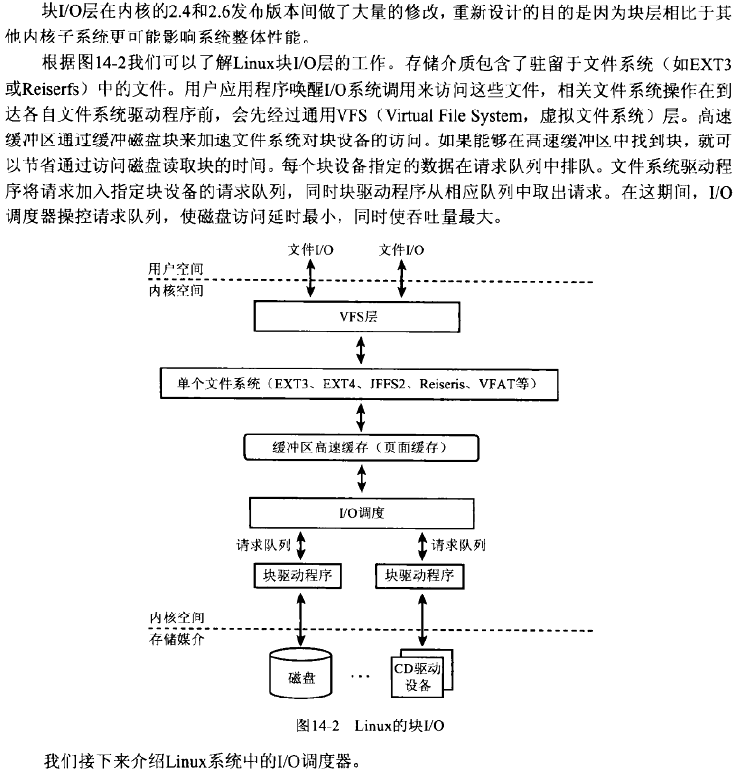 块I/O层在内核的2.4和2.6发布版本间做了大量的修改，重新设计的目的是因为块层相比于其
他内核子系统更可能影响系统整体性能。
根据图14-2我们可以了解Linux块I/O层的工作。存储介质包含了驻留于文件系统（如EXT3
或Reiserfs）中的文件。用户应用程序唤醒I/O系统调用来访问这些文件，相关文件系统操作在到
达各自文件系统驱动程序前，会先经过通用VFS（Virtual File System，虚拟文件系统）层。高速
缓冲区通过缓冲磁盘块来加速文件系统对块设备的访问。如果能够在高速缓冲区中找到块，就可
以节省通过访问磁盘读取块的时间。每个块设备指定的数据在请求队列中排队。文件系统驱动程
序将请求加入指定块设备的请求队列，同时块驱动程序从相应队列中取出请求。在这期间，I/O
调度器操控请求队列，使磁盘访问延时最小，同时使吞吐量最大。
文件I/O 文件I/O
用户空间
内核空间
VFS层
单个文件系统（EXT3、EXT4、JFFS2、Reiseris、VFAT等）
缓冲区高速缓存（页面缓存）
I/O调度
请求队列 请求队列
块驱动程序 块驱动程序
内核空间
存储媒介
磁盘 … CD驱动
设备
图14-2 Linux的块I/O
我们接下来介绍Linux系统中的I/O调度器。